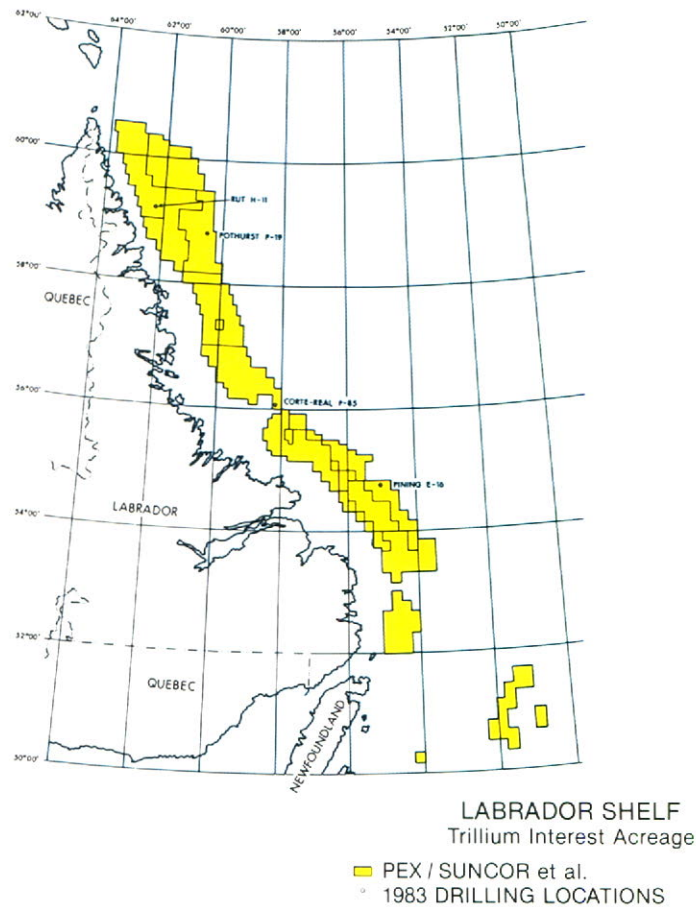 62°00' 64°00' 62°00' 60°00' 58°00' 56°00' 54°00' 52°00' 50°00'
60°00'
RUT H-11
POTHURST P-19
58°00'
QUEBEC
56°00'
CORTE-REAL P-85
PINING E-16
LABRADOR
54°00'
52°00'
QUEBEC
NEWFOUNDLAND
50°00'
LABRADOR SHELF
Trillium Interest Acreage
PEX / SUNCOR et al.
1983 DRILLING LOCATIONS